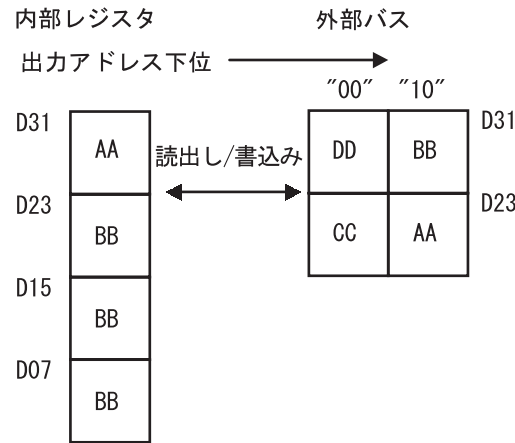 内部レジスタ 外部バス
出力アドレス下位
"00" "10"
D31 D31
AA 読出し/書込み DD BB
D23 D23
BB CC AA
D15
BB
D07
BB